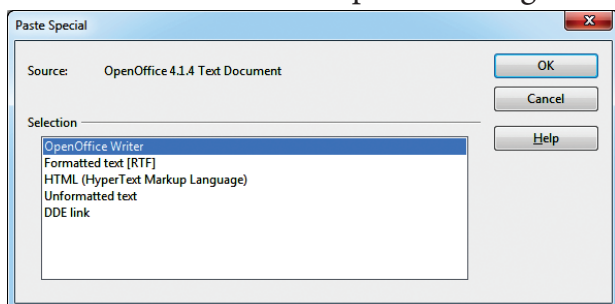 Paste Special
Source: OpenOffice 4.1.4 Text Document
OK
Cancel
Selection
Help
OpenOffice Writer
Formatted text [RTF]
HTML (HyperText Markup Language)
Unformatted text
DDE link